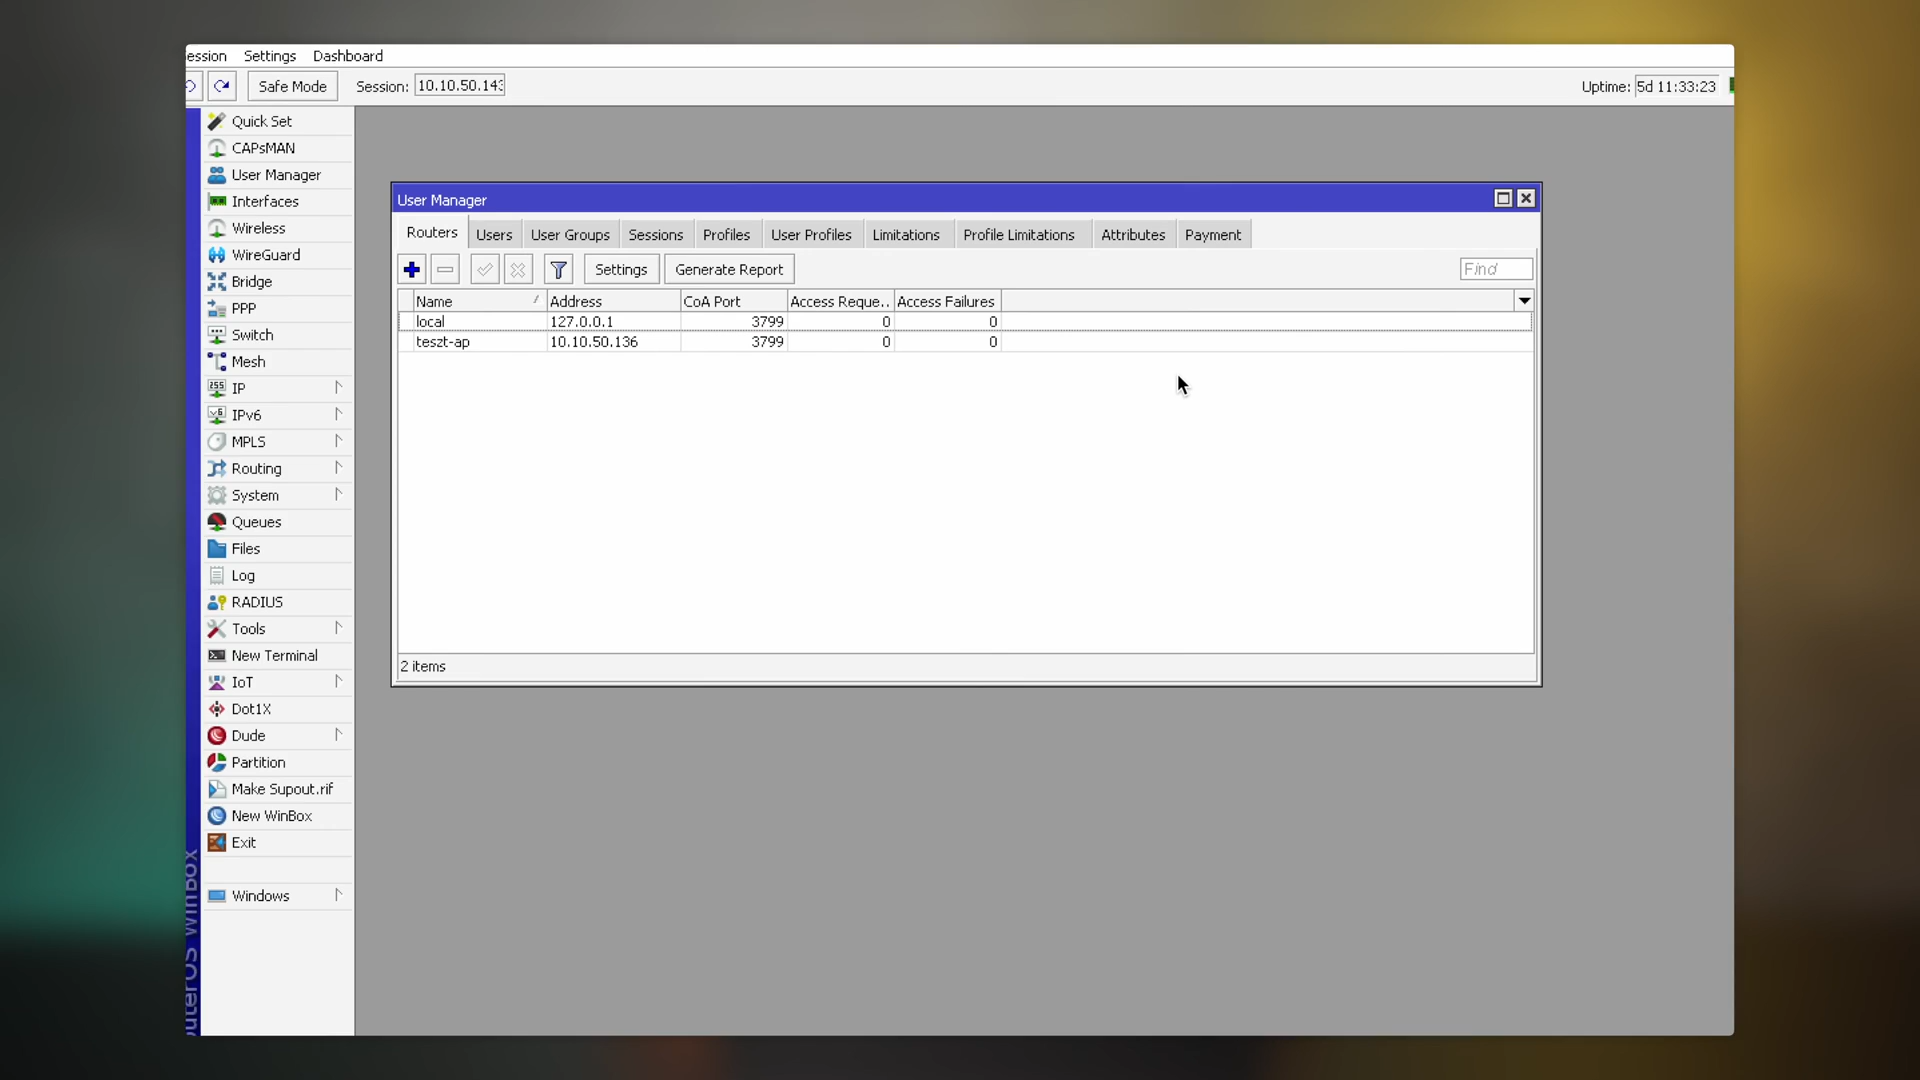 ession Settings Dashboard
Safe Mode Session: 10.10.50.143 Uptime: 5d 11:33:23
Quick Set
CAPsMAN
User Manager
Interfaces
Wireless
WireGuard
Bridge
PPP
Switch
Mesh
IP
IPv6
MPLS
Routing
System
Queues
Files
Log
RADIUS
Tools
New Terminal
IoT
Dot1X
Dude
Partition
Make Supout.rif
New WinBox
Exit
Windows
outerOS WinBox
User Manager
Routers Users User Groups Sessions Profiles User Profiles Limitations Profile Limitations Attributes Payment
Settings Generate Report Find
Name Address CoA Port Access Reque.. Access Failures
local 127.0.0.1 3799 0 0
teszt-ap 10.10.50.136 3799 0 0
2 items